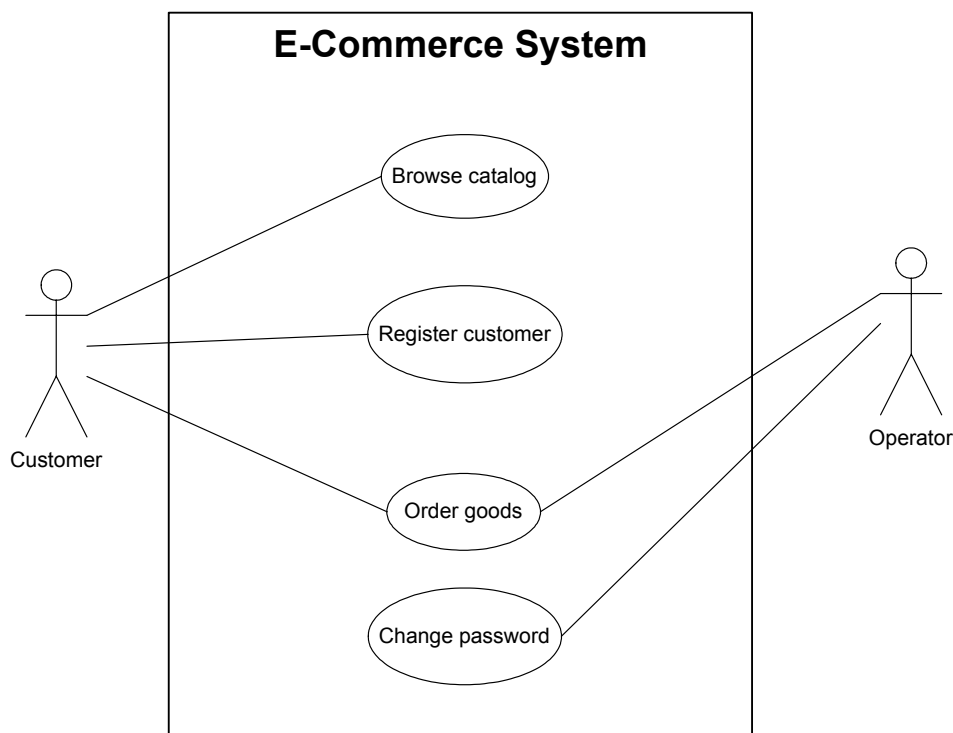 E-Commerce System
Browse catalog
Register customer
Customer
Operator
Order goods
Change password